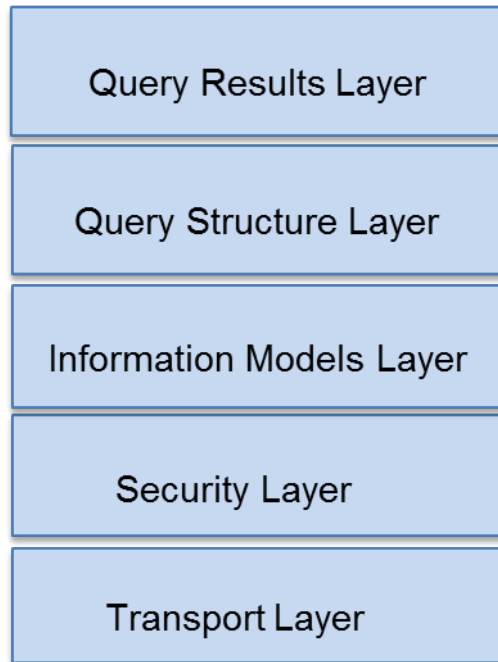 Query Results Layer
Query Structure Layer
Information Models Layer
Security Layer
Transport Layer